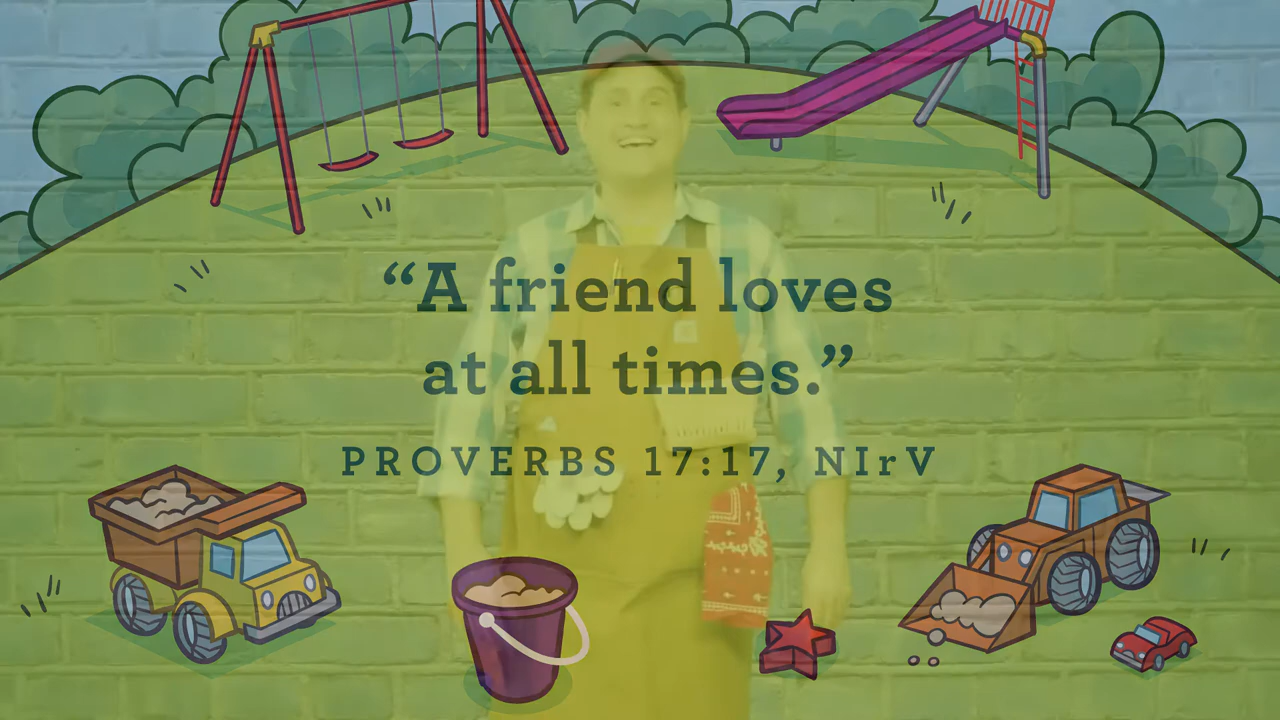 “A friend loves
at all times.”
PROVERBS 17:17, NIrV